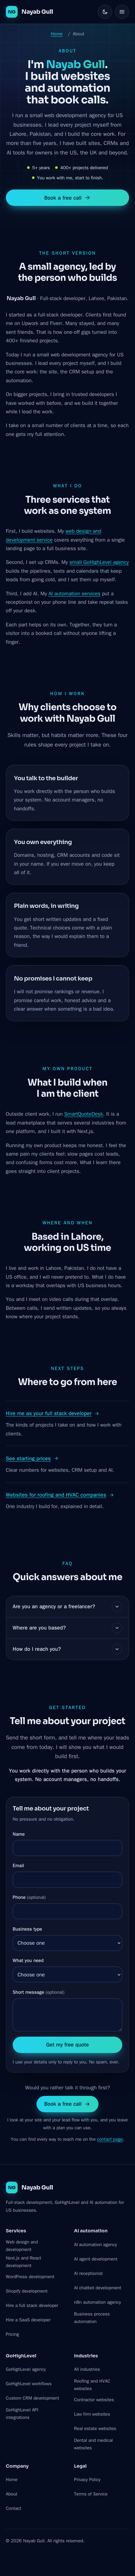 NG Nayab Gull
Home / About
ABOUT
I'm Nayab Gull.
I build websites
and automation
that book calls.
I run a small web development agency for US
businesses. I lead every project myself from
Lahore, Pakistan, and I build the core work. For
more than five years I have built sites, CRMs and
AI tools for owners in the US, the UK and beyond.
5+ years
400+ projects delivered
You work with me, start to finish.
Book a free call →
THE SHORT VERSION
A small agency, led by
the person who builds
Nayab Gull · Full-stack developer, Lahore, Pakistan.
I started as a full-stack developer. Clients first found
me on Upwork and Fiverr. Many stayed, and many
told friends. That is how one-off gigs turned into
400+ projects delivered.
Today I run a small web development agency for US
businesses. I lead every project myself, and I build
the core work: the site, the CRM setup and the
automation.
On bigger projects, I bring in trusted developers I
have worked with before, and we build it together
while I lead the work.
I take on a small number of clients at a time, so each
one gets my full attention.
WHAT I DO
Three services that
work as one system
First, I build websites. My web design and
development service covers everything from a single
landing page to a full business site.
Second, I set up CRMs. My small GoHighLevel agency
builds the pipelines, texts and calendars that keep
leads from going cold.
Third, I add AI. My AI automation services put a
receptionist on your phone line and take repeat tasks
off your desk.
Each part helps on its own. Together, they turn a
visitor into a booked call without anyone lifting a
finger.
HOW I WORK
Why clients choose to
work with Nayab Gull
Skills matter, but habits matter more. These four
rules shape every project I take on.
You talk to the builder
You work directly with the person who builds
your system. No account managers, no
handoffs.
You own everything
Domains, hosting, CRM accounts and code sit
in your name. If you ever move on, you keep
all of it.
Plain words, in writing
You get short written updates and a fixed
quote. Technical choices come with a plain
reason, the way I would explain them to a
friend.
No promises I cannot keep
I will not promise rankings or revenue. I
promise careful work, honest advice and a
clear answer when something is not for you.
MY OWN PRODUCT
What I build when
I am the client
Outside client work, I run SmartQuoteDesk. It is a
lead marketplace that serves several industries from
one product, and I built it with Next.js.
Running my own product keeps me honest. I feel the
same pain my clients feel: slow pages cost leads,
and confusing forms cost more. What I learn there
goes straight into client projects.
WHERE AND WHEN
Based in Lahore,
working on US time
I live and work in Lahore, Pakistan. I do not have a
US office, and I will never pretend to. What I do have
is a workday that overlaps with US business hours.
You and I meet on video calls during that overlap.
Between calls, I send written updates, so you always
know where your project stands.
NEXT STEPS
Where to go from here
Hire me as your full stack developer →
The kinds of projects I take on and how I work with
clients.
See starting prices →
Clear numbers for websites, CRM setup and AI.
Websites for roofing and HVAC companies →
One industry I build for, explained in detail.
FAQ
Quick answers about me
Are you an agency or a freelancer?
Where are you based?
How do I reach you?
GET STARTED
Tell me about your project
Send the short form, and tell me where your leads
come from today. I will show you what I would build
first.
You work directly with the person who builds your
system. No account managers, no handoffs.
Tell me about your project
No pressure and no obligation.
Name
Email
Phone (optional)
Business type
Choose one
What you need
Choose one
Short message (optional)
Get my free quote
I use your details only to reply to you. No spam, ever.
Would you rather talk it through first?
Book a free call →
I look at your site and your lead flow with you, and you leave
with a plan you can use.
You can find every way to reach me on the contact page.
NG Nayab Gull
Full-stack development, GoHighLevel and AI automation for
US businesses.
Services
Web design and
development
Next.js and React
development
WordPress development
Shopify development
Hire a full stack developer
Hire a SaaS developer
Pricing
AI automation
AI automation agency
AI agent development
AI receptionist
AI chatbot development
n8n automation agency
Business process
automation
GoHighLevel
GoHighLevel agency
GoHighLevel workflows
Custom CRM development
GoHighLevel API
integrations
Industries
All industries
Roofing and HVAC
websites
Contractor websites
Law firm websites
Real estate websites
Dental and medical
websites
Company
Home
About
Contact
Legal
Privacy Policy
Terms of Service
© 2026 Nayab Gull. All rights reserved.